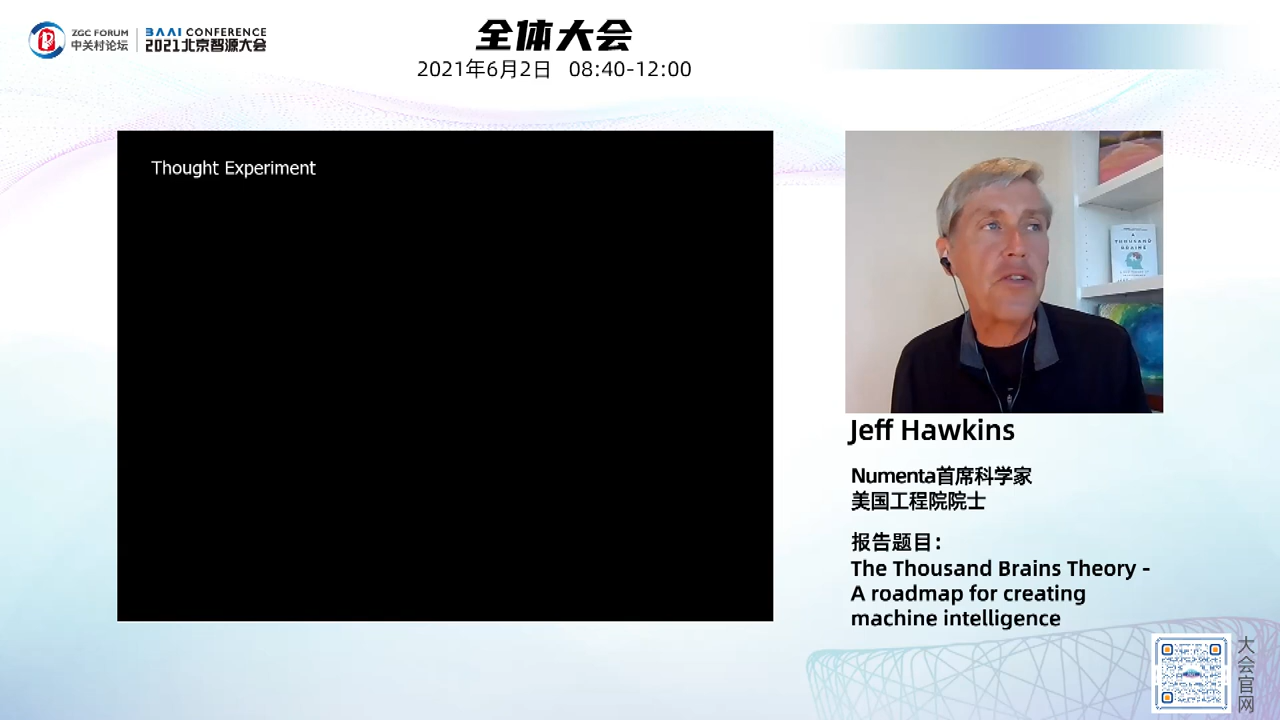 ZGC FORUM
中关村论坛
BAAI CONFERENCE
2021北京智源大会
全体大会
2021年6月2日 08:40-12:00
Thought Experiment
A
THOUSAND
BRAINS
Jeff Hawkins
Numenta首席科学家
美国工程院院士
报告题目：
The Thousand Brains Theory -
A roadmap for creating
machine intelligence
大会官网